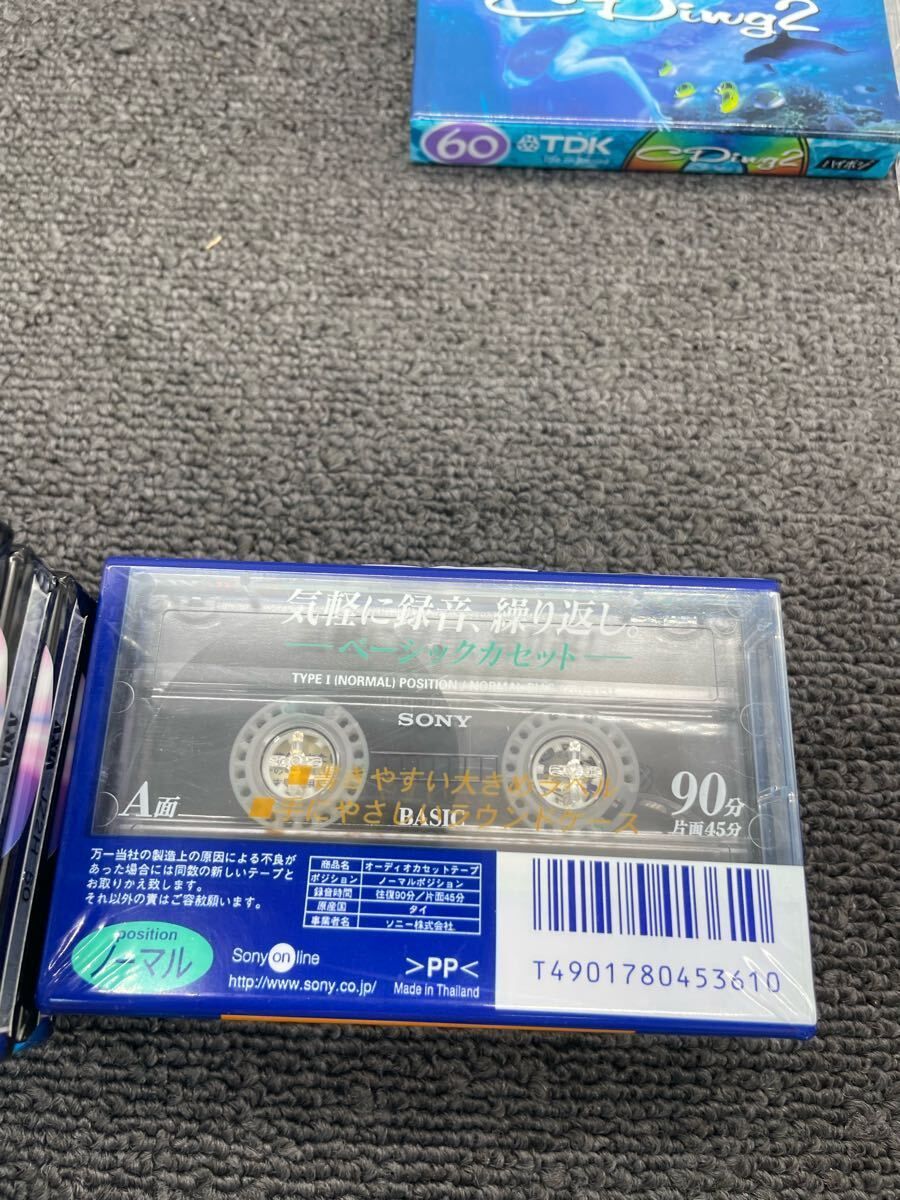 CDing2
60
TDK
CDing2
ハイポジ
気軽に録音、繰り返し。
ベーシックカセット
TYPE I (NORMAL) POSITION / NORMAL
SONY
やすい大きめ
■手にやさしいラウンドケース
A面
BASIC
90分
片面45分
万一当社の製造上の原因による不良が
あった場合には同数の新しいテープと
お取りかえ致します。
それ以外の責はご容赦願います。
商品名 オーディオカセットテープ
ポジション ノーマルポジション
録音時間 往復90分/片面45分
原産国 タイ
事業者名 ソニー株式会社
position
ノーマル
Sony on line
http://www.sony.co.jp/
>PP<
Made in Thailand
T4901780453610
AXIA